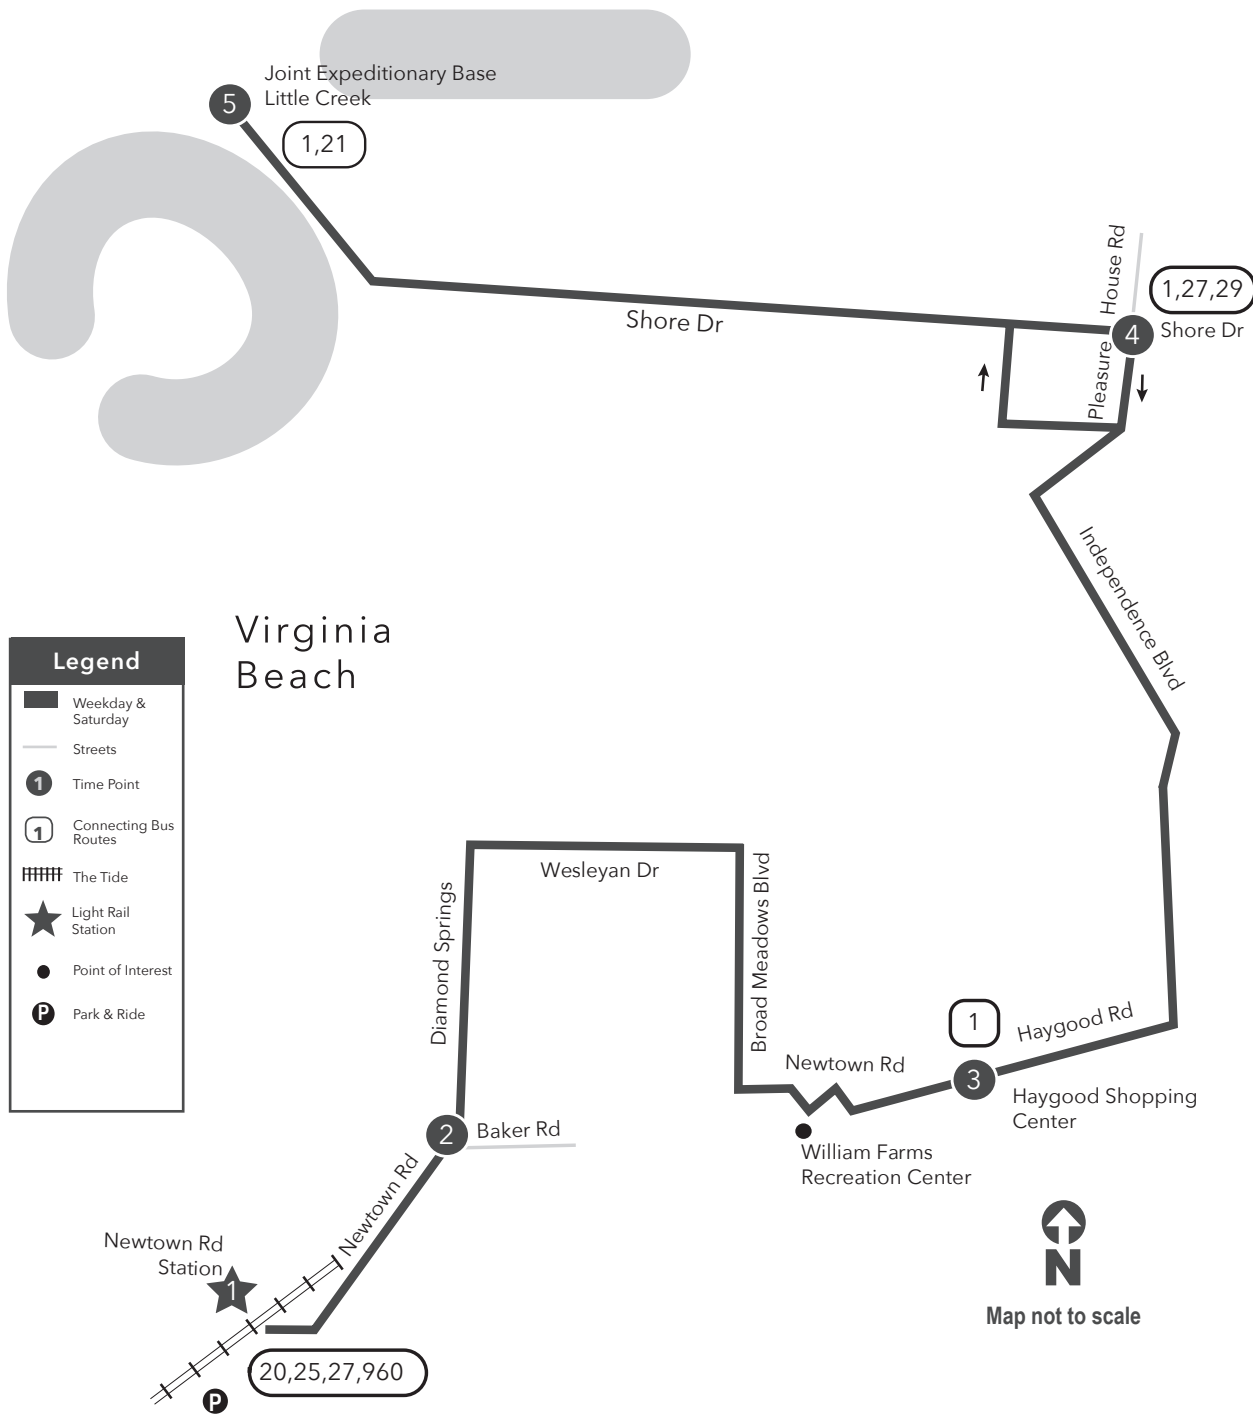 Joint Expeditionary Base
Little Creek
5
1,21
House Rd
1,27,29
Shore Dr
4
Shore Dr
Pleasure
Independence Blvd
Virginia
Beach
Legend
Weekday &
Saturday
Streets
1
Time Point
1
Connecting Bus
Routes
The Tide
Light Rail
Station
Point of Interest
P
Park & Ride
Wesleyan Dr
Diamond Springs
Broad Meadows Blvd
1
Haygood Rd
Newtown Rd
3
Haygood Shopping
Center
2
Baker Rd
William Farms
Recreation Center
Newtown Rd
Newtown Rd
Station
1
20,25,27,960
P
N
Map not to scale